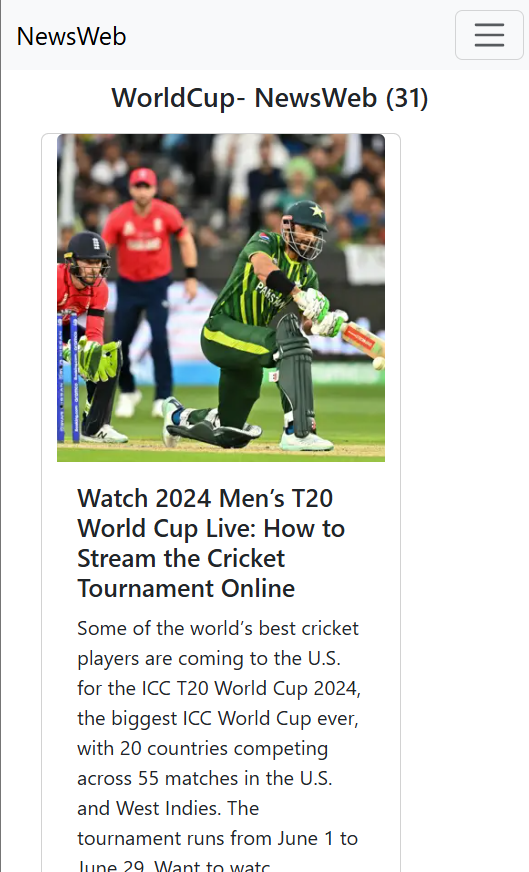 NewsWeb
WorldCup- NewsWeb (31)
Watch 2024 Men’s T20
World Cup Live: How to
Stream the Cricket
Tournament Online
Some of the world’s best cricket
players are coming to the U.S.
for the ICC T20 World Cup 2024,
the biggest ICC World Cup ever,
with 20 countries competing
across 55 matches in the U.S.
and West Indies. The
tournament runs from June 1 to
June 29. Want to watc